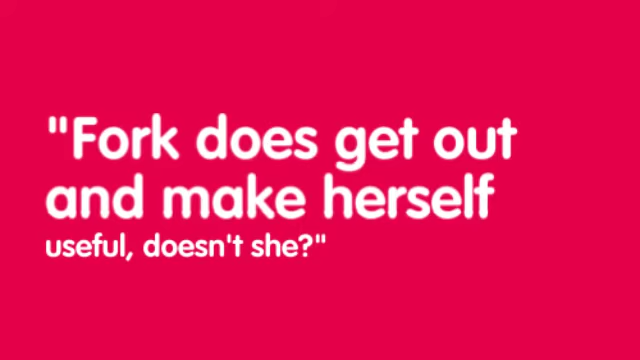 "Fork does get out
and make herself
useful, doesn't she?"